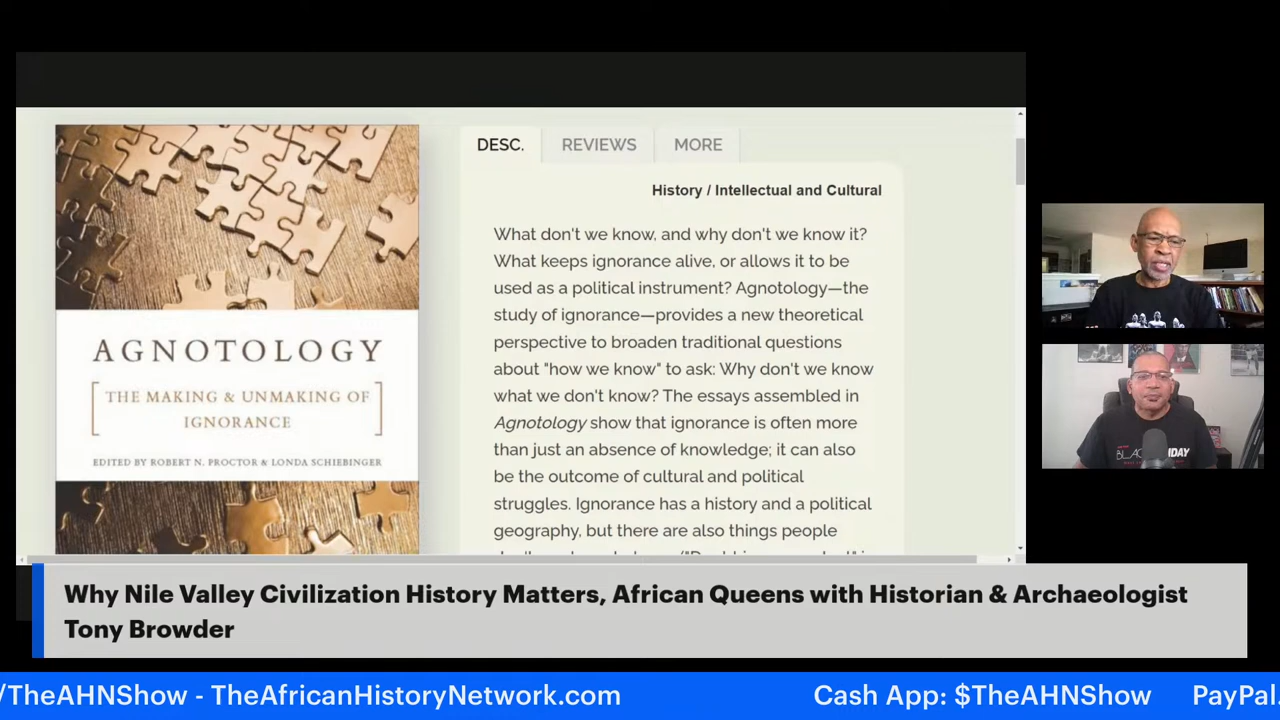 AGNOTOLOGY
THE MAKING & UNMAKING OF
IGNORANCE
EDITED BY ROBERT N. PROCTOR & LONDA SCHIEBINGER
DESC.
REVIEWS
MORE
History / Intellectual and Cultural
What don't we know, and why don't we know it?
What keeps ignorance alive, or allows it to be
used as a political instrument? Agnotology—the
study of ignorance—provides a new theoretical
perspective to broaden traditional questions
about "how we know" to ask: Why don't we know
what we don't know? The essays assembled in
Agnotology show that ignorance is often more
than just an absence of knowledge; it can also
be the outcome of cultural and political
struggles. Ignorance has a history and a political
geography, but there are also things people
Why Nile Valley Civilization History Matters, African Queens with Historian & Archaeologist
Tony Browder
/TheAHNShow - TheAfricanHistoryNetwork.com Cash App: $TheAHNShow PayPal.